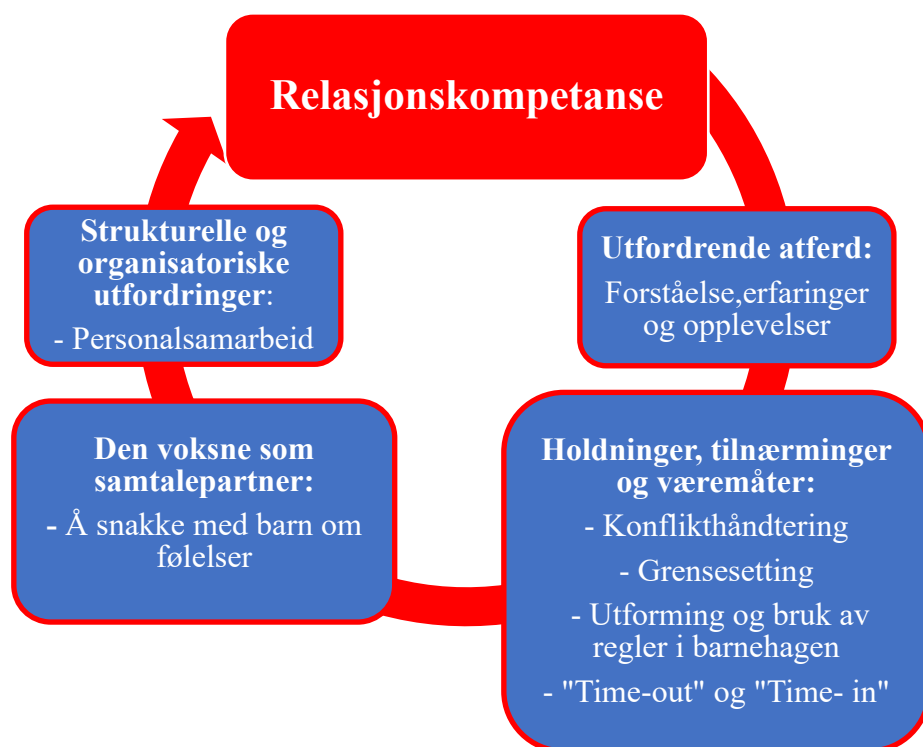 Relasjonskompetanse
Utfordrende atferd:
Forståelse,erfaringer
og opplevelser
Holdninger, tilnærminger
og væremåter:
- Konflikthåndtering
- Grensesetting
- Utforming og bruk av
regler i barnehagen
- "Time-out" og "Time- in"
Den voksne som
samtalepartner:
- Å snakke med barn om
følelser
Strukturelle og
organisatoriske
utfordringer:
- Personalsamarbeid